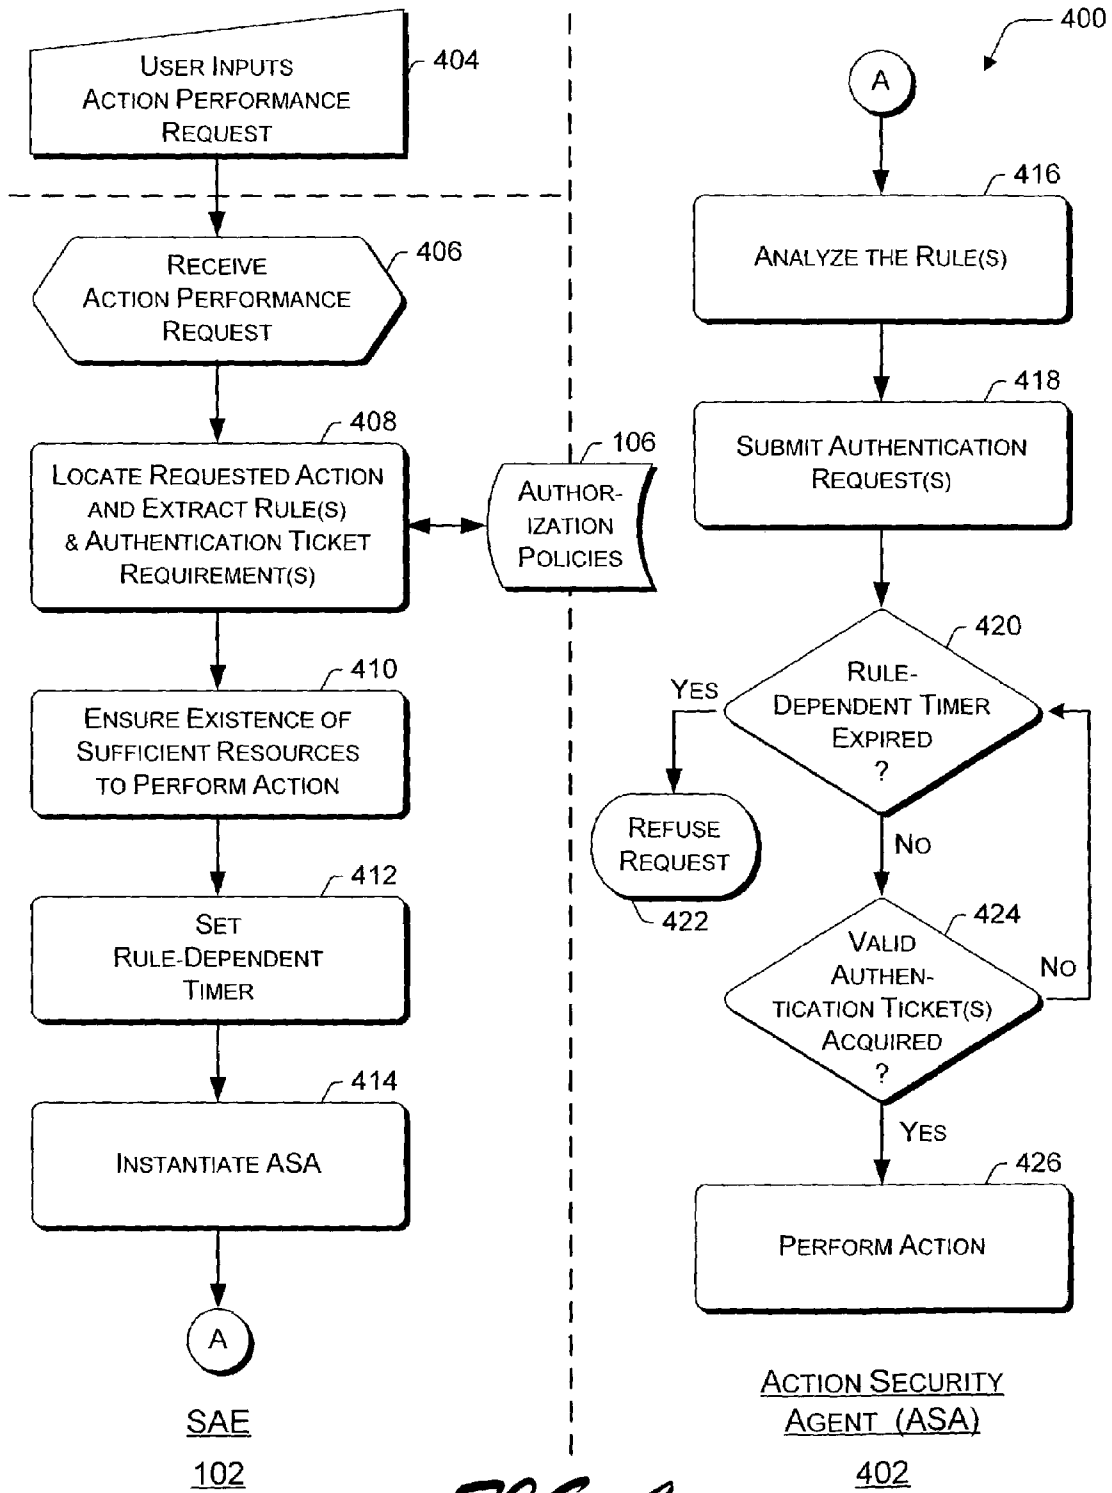 USER INPUTS
ACTION PERFORMANCE
REQUEST
404
RECEIVE
ACTION PERFORMANCE
REQUEST
406
408
LOCATE REQUESTED ACTION
AND EXTRACT RULE(S)
& AUTHENTICATION TICKET
REQUIREMENT(S)
106
AUTHOR-
IZATION
POLICIES
410
ENSURE EXISTENCE OF
SUFFICIENT RESOURCES
TO PERFORM ACTION
412
SET
RULE-DEPENDENT
TIMER
414
INSTANTIATE ASA
A
SAE
102
400
A
416
ANALYZE THE RULE(S)
418
SUBMIT AUTHENTICATION
REQUEST(S)
420
RULE-
DEPENDENT TIMER
EXPIRED
?
YES
REFUSE
REQUEST
422
NO
424
VALID
AUTHEN-
TICATION TICKET(S)
ACQUIRED
?
NO
YES
426
PERFORM ACTION
ACTION SECURITY
AGENT (ASA)
402